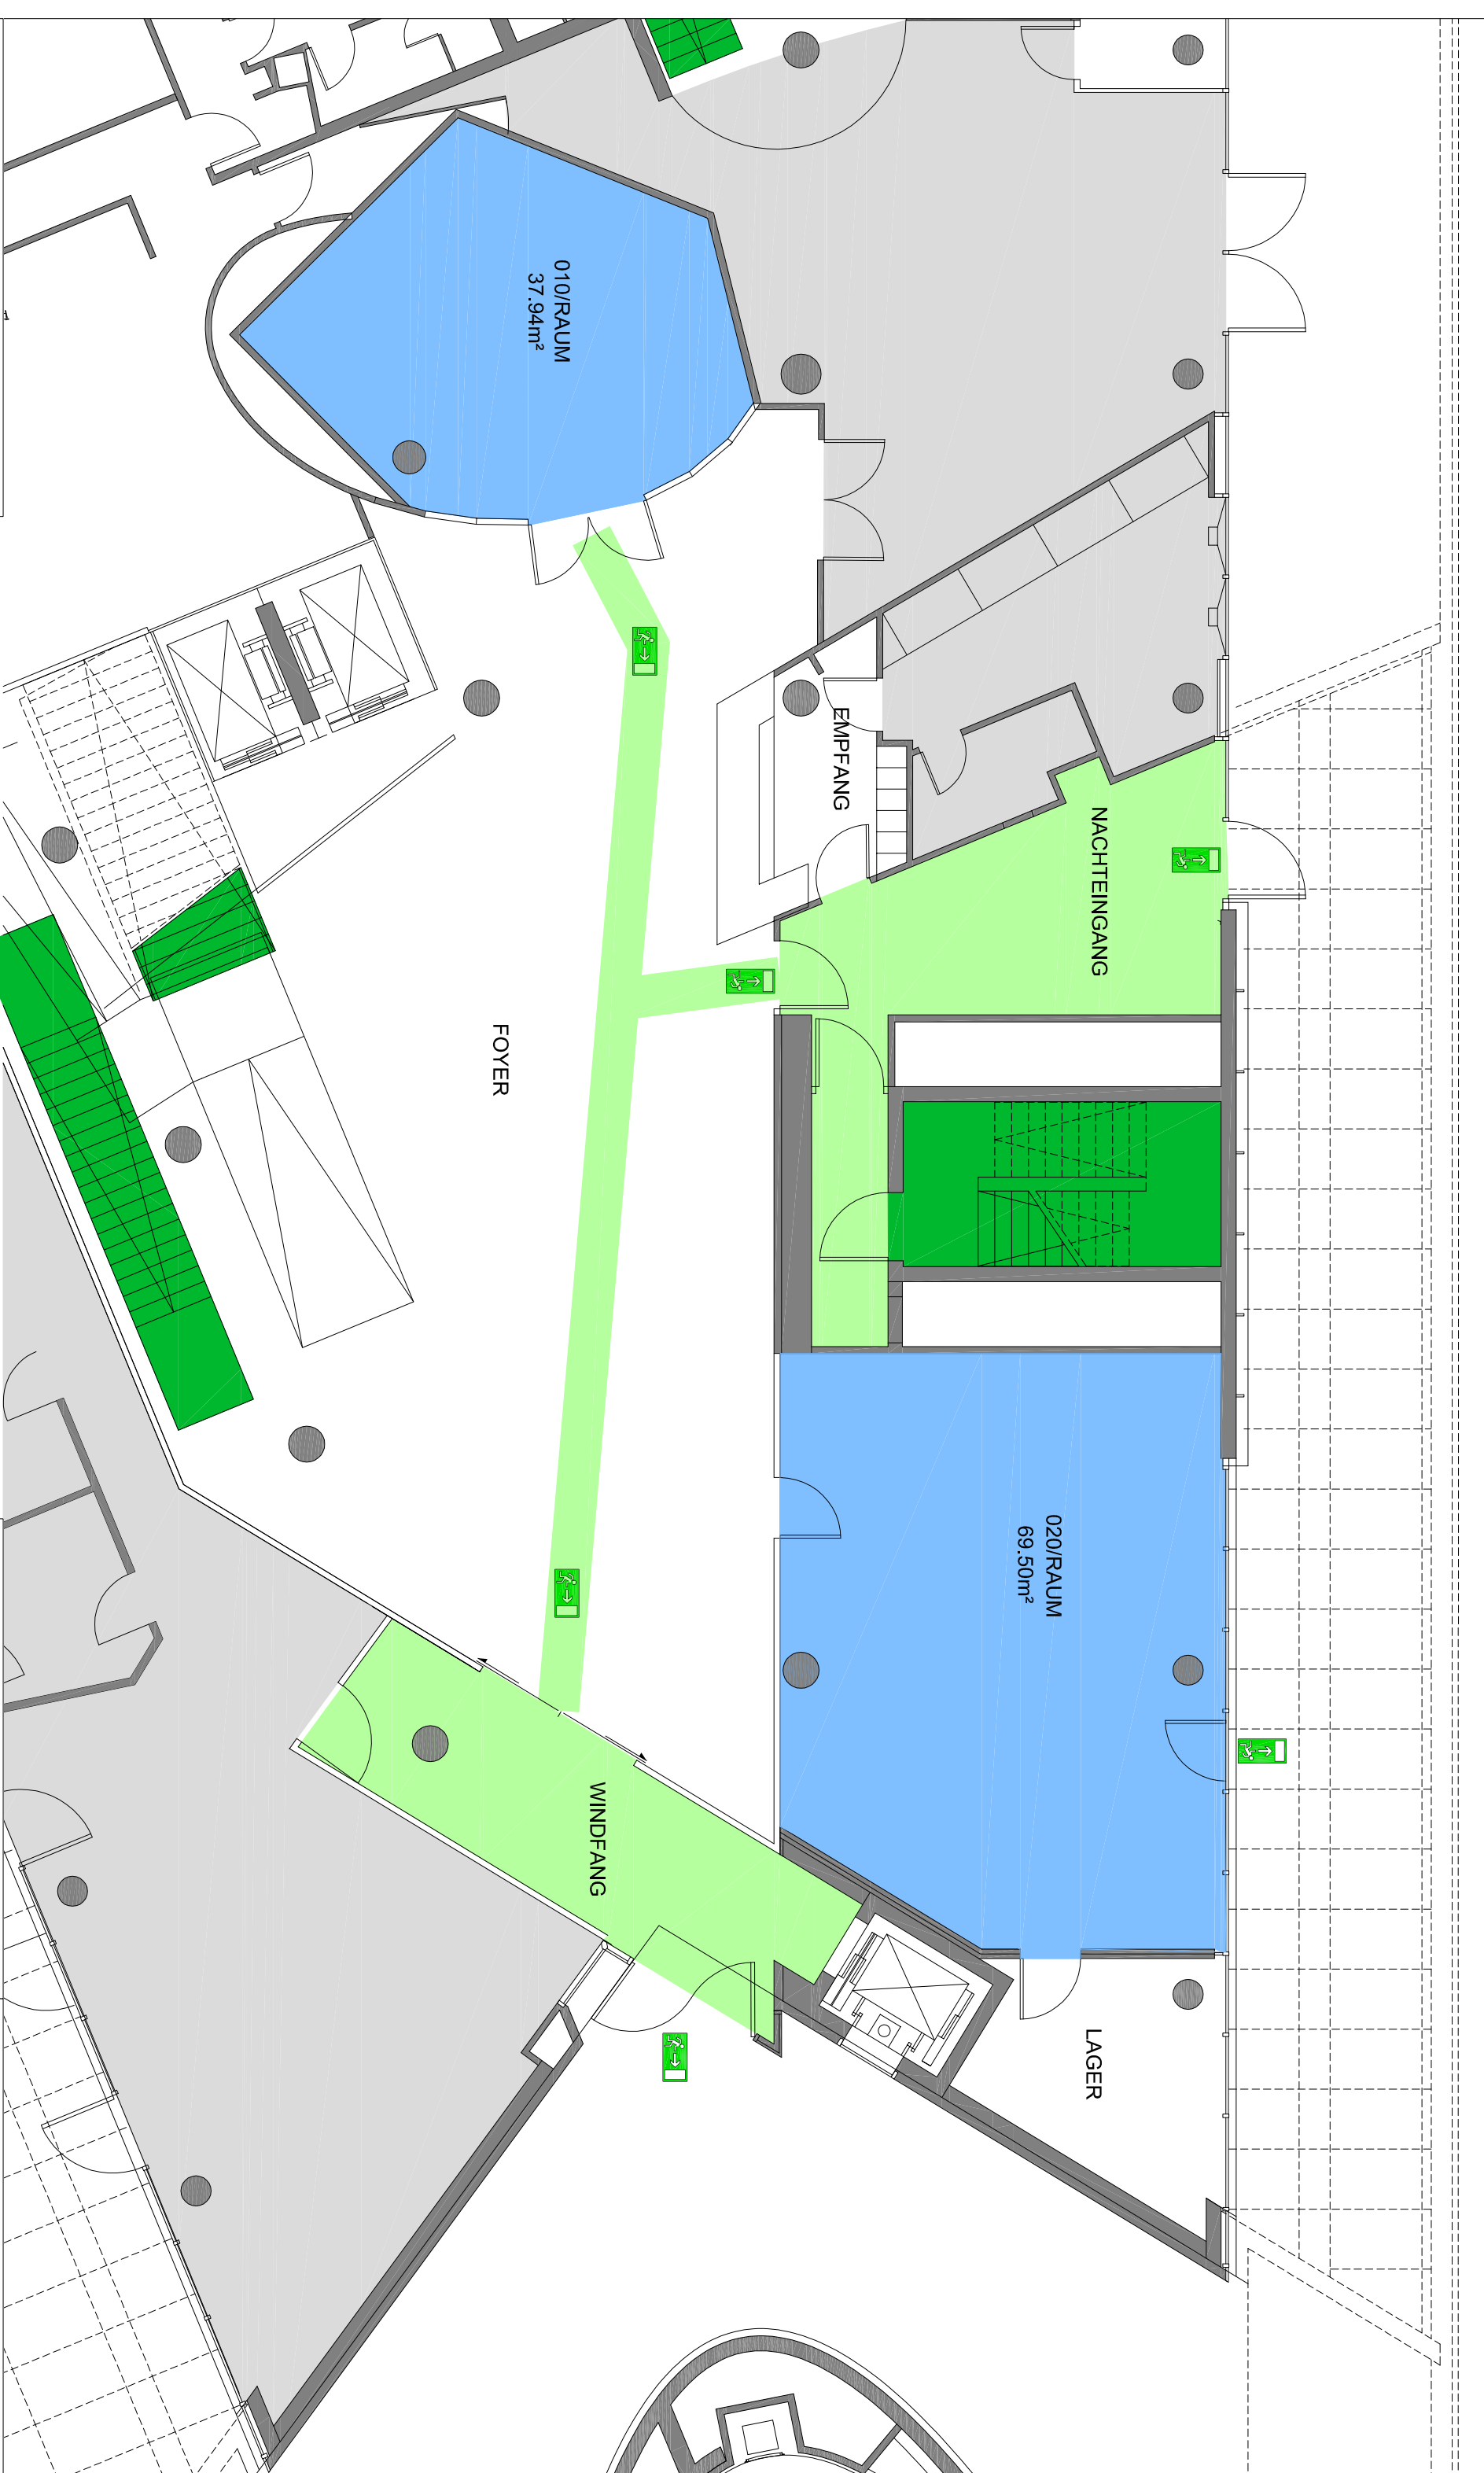 010/RAUM
37.94m²
EMPFANG
NACHTEINGANG
FOYER
020/RAUM
69.50m²
WINDFANG
LAGER